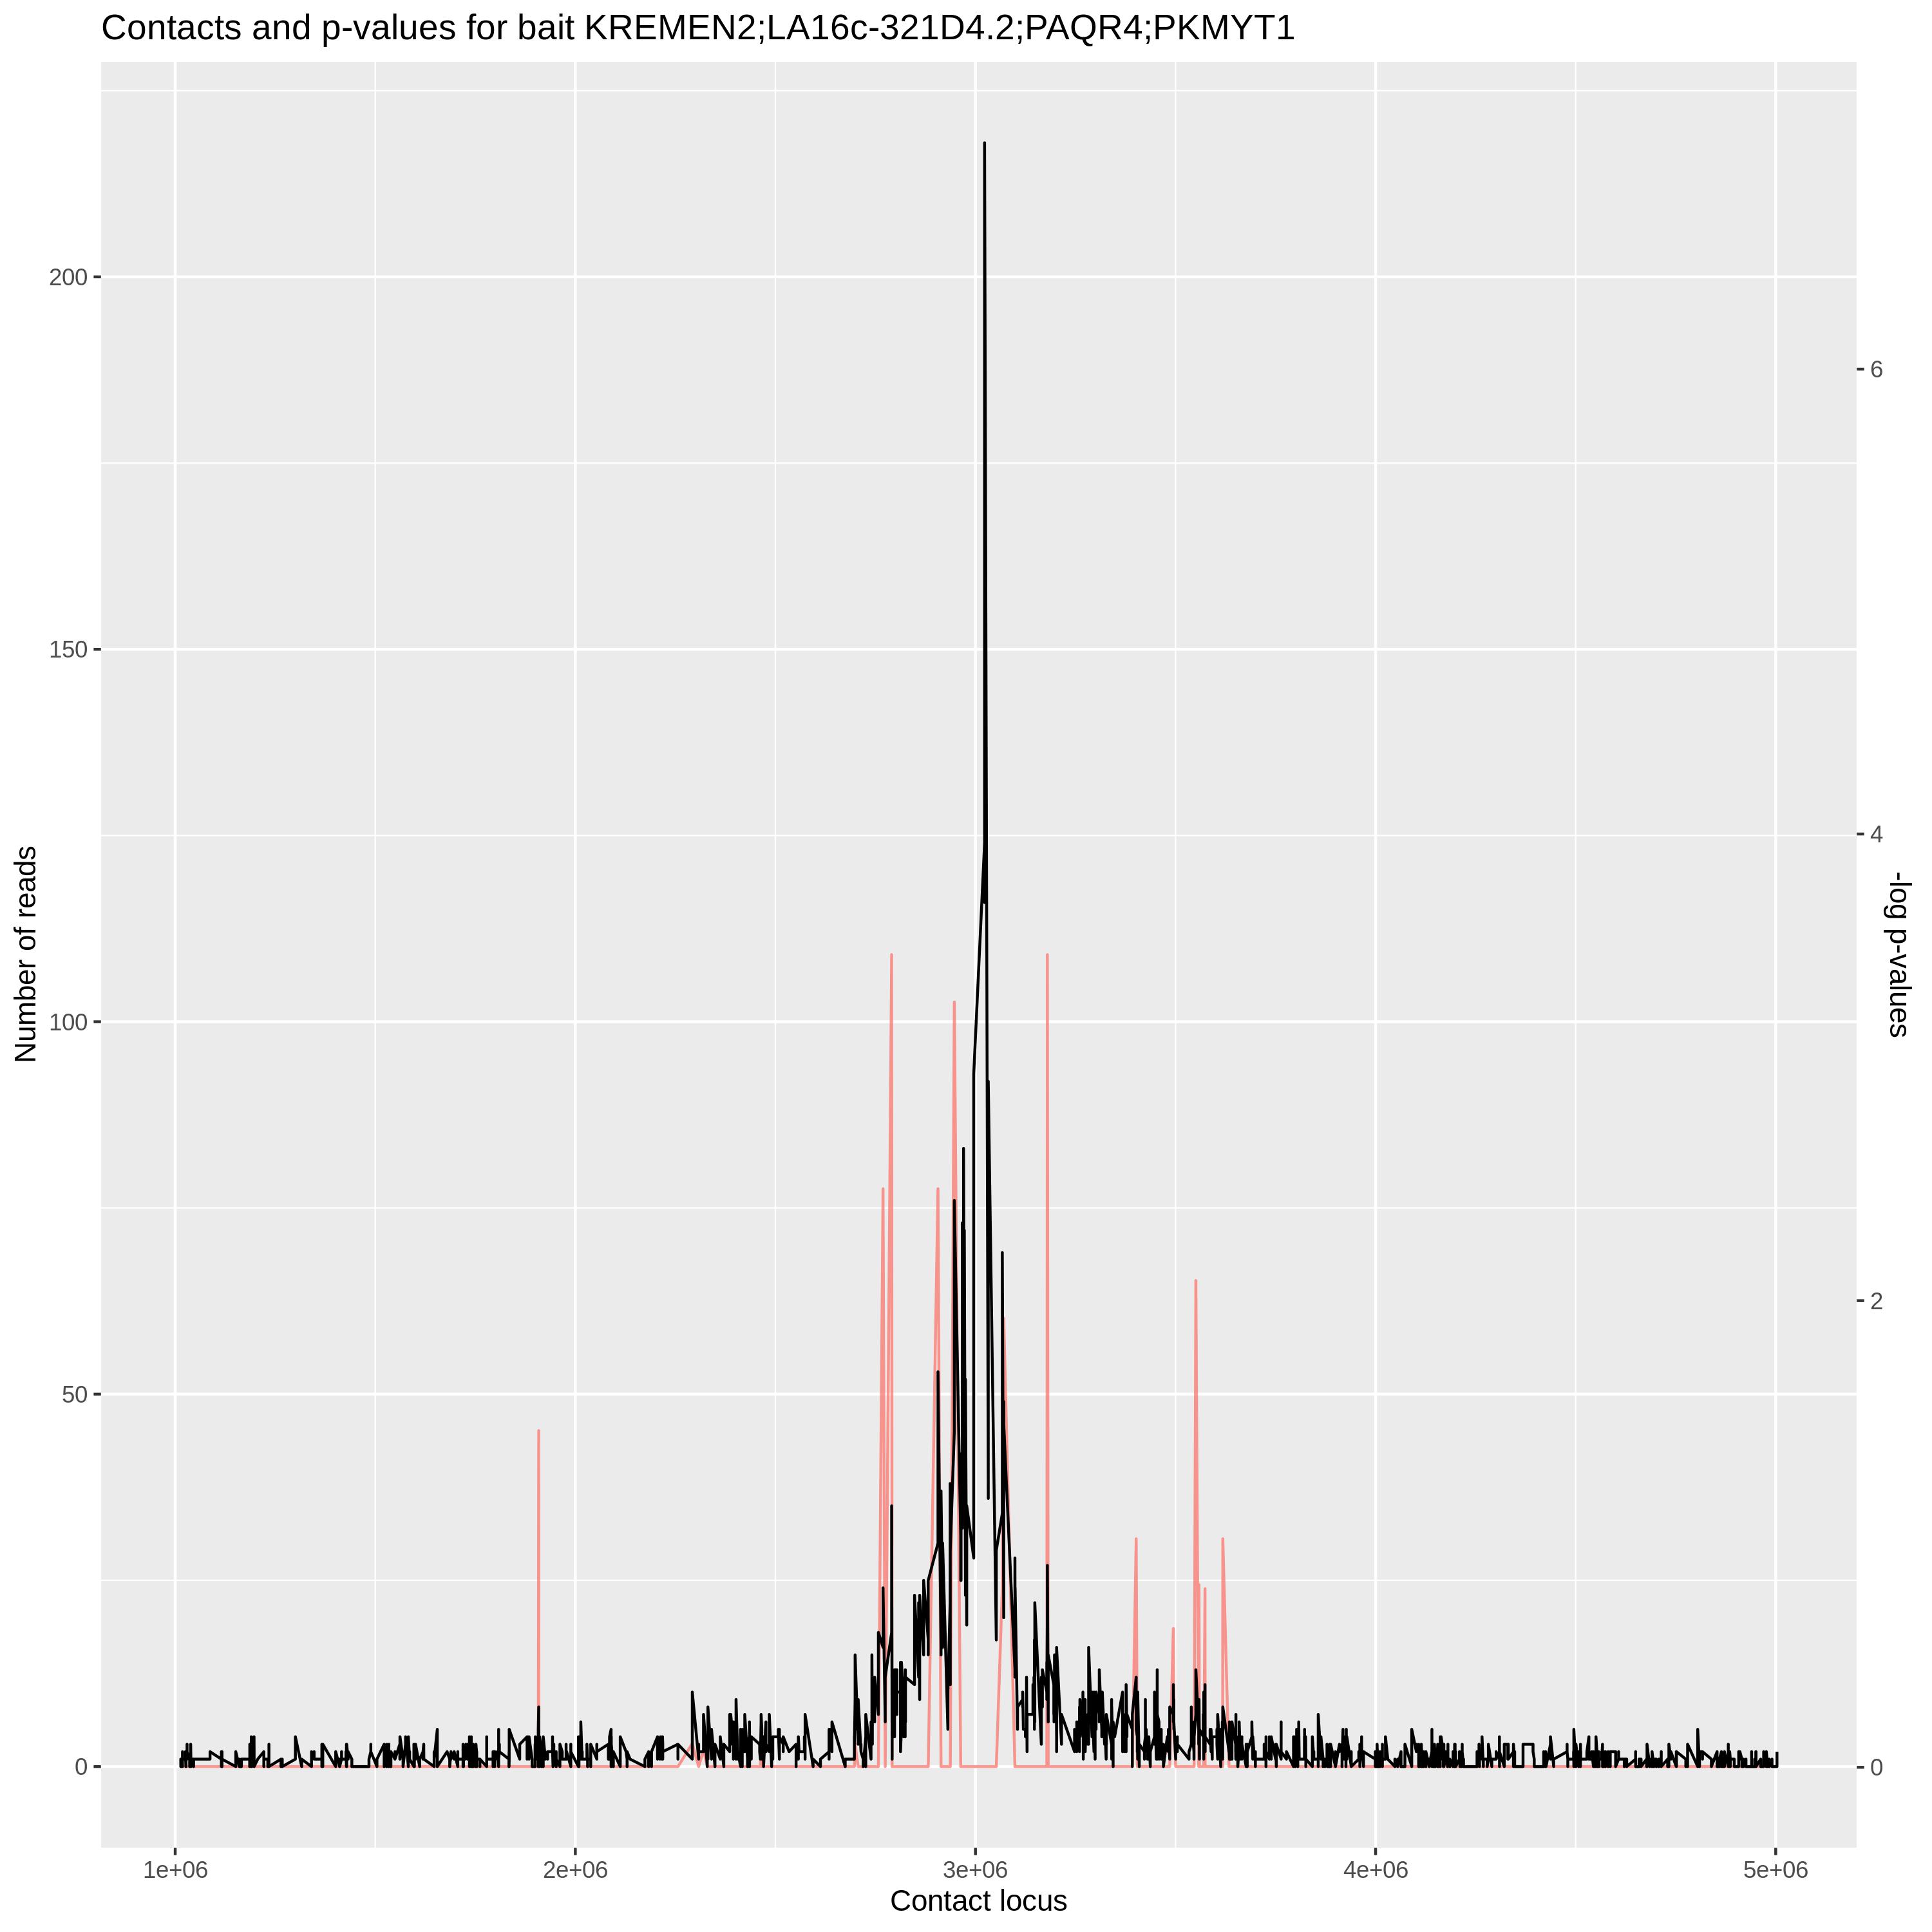 Contacts and p-values for bait KREMEN2;LA16c-321D4.2;PAQR4;PKMYT1
200
150
100
50
0
Number of reads
6
4
2
0
-log p-values
1e+06
2e+06
3e+06
4e+06
5e+06
Contact locus